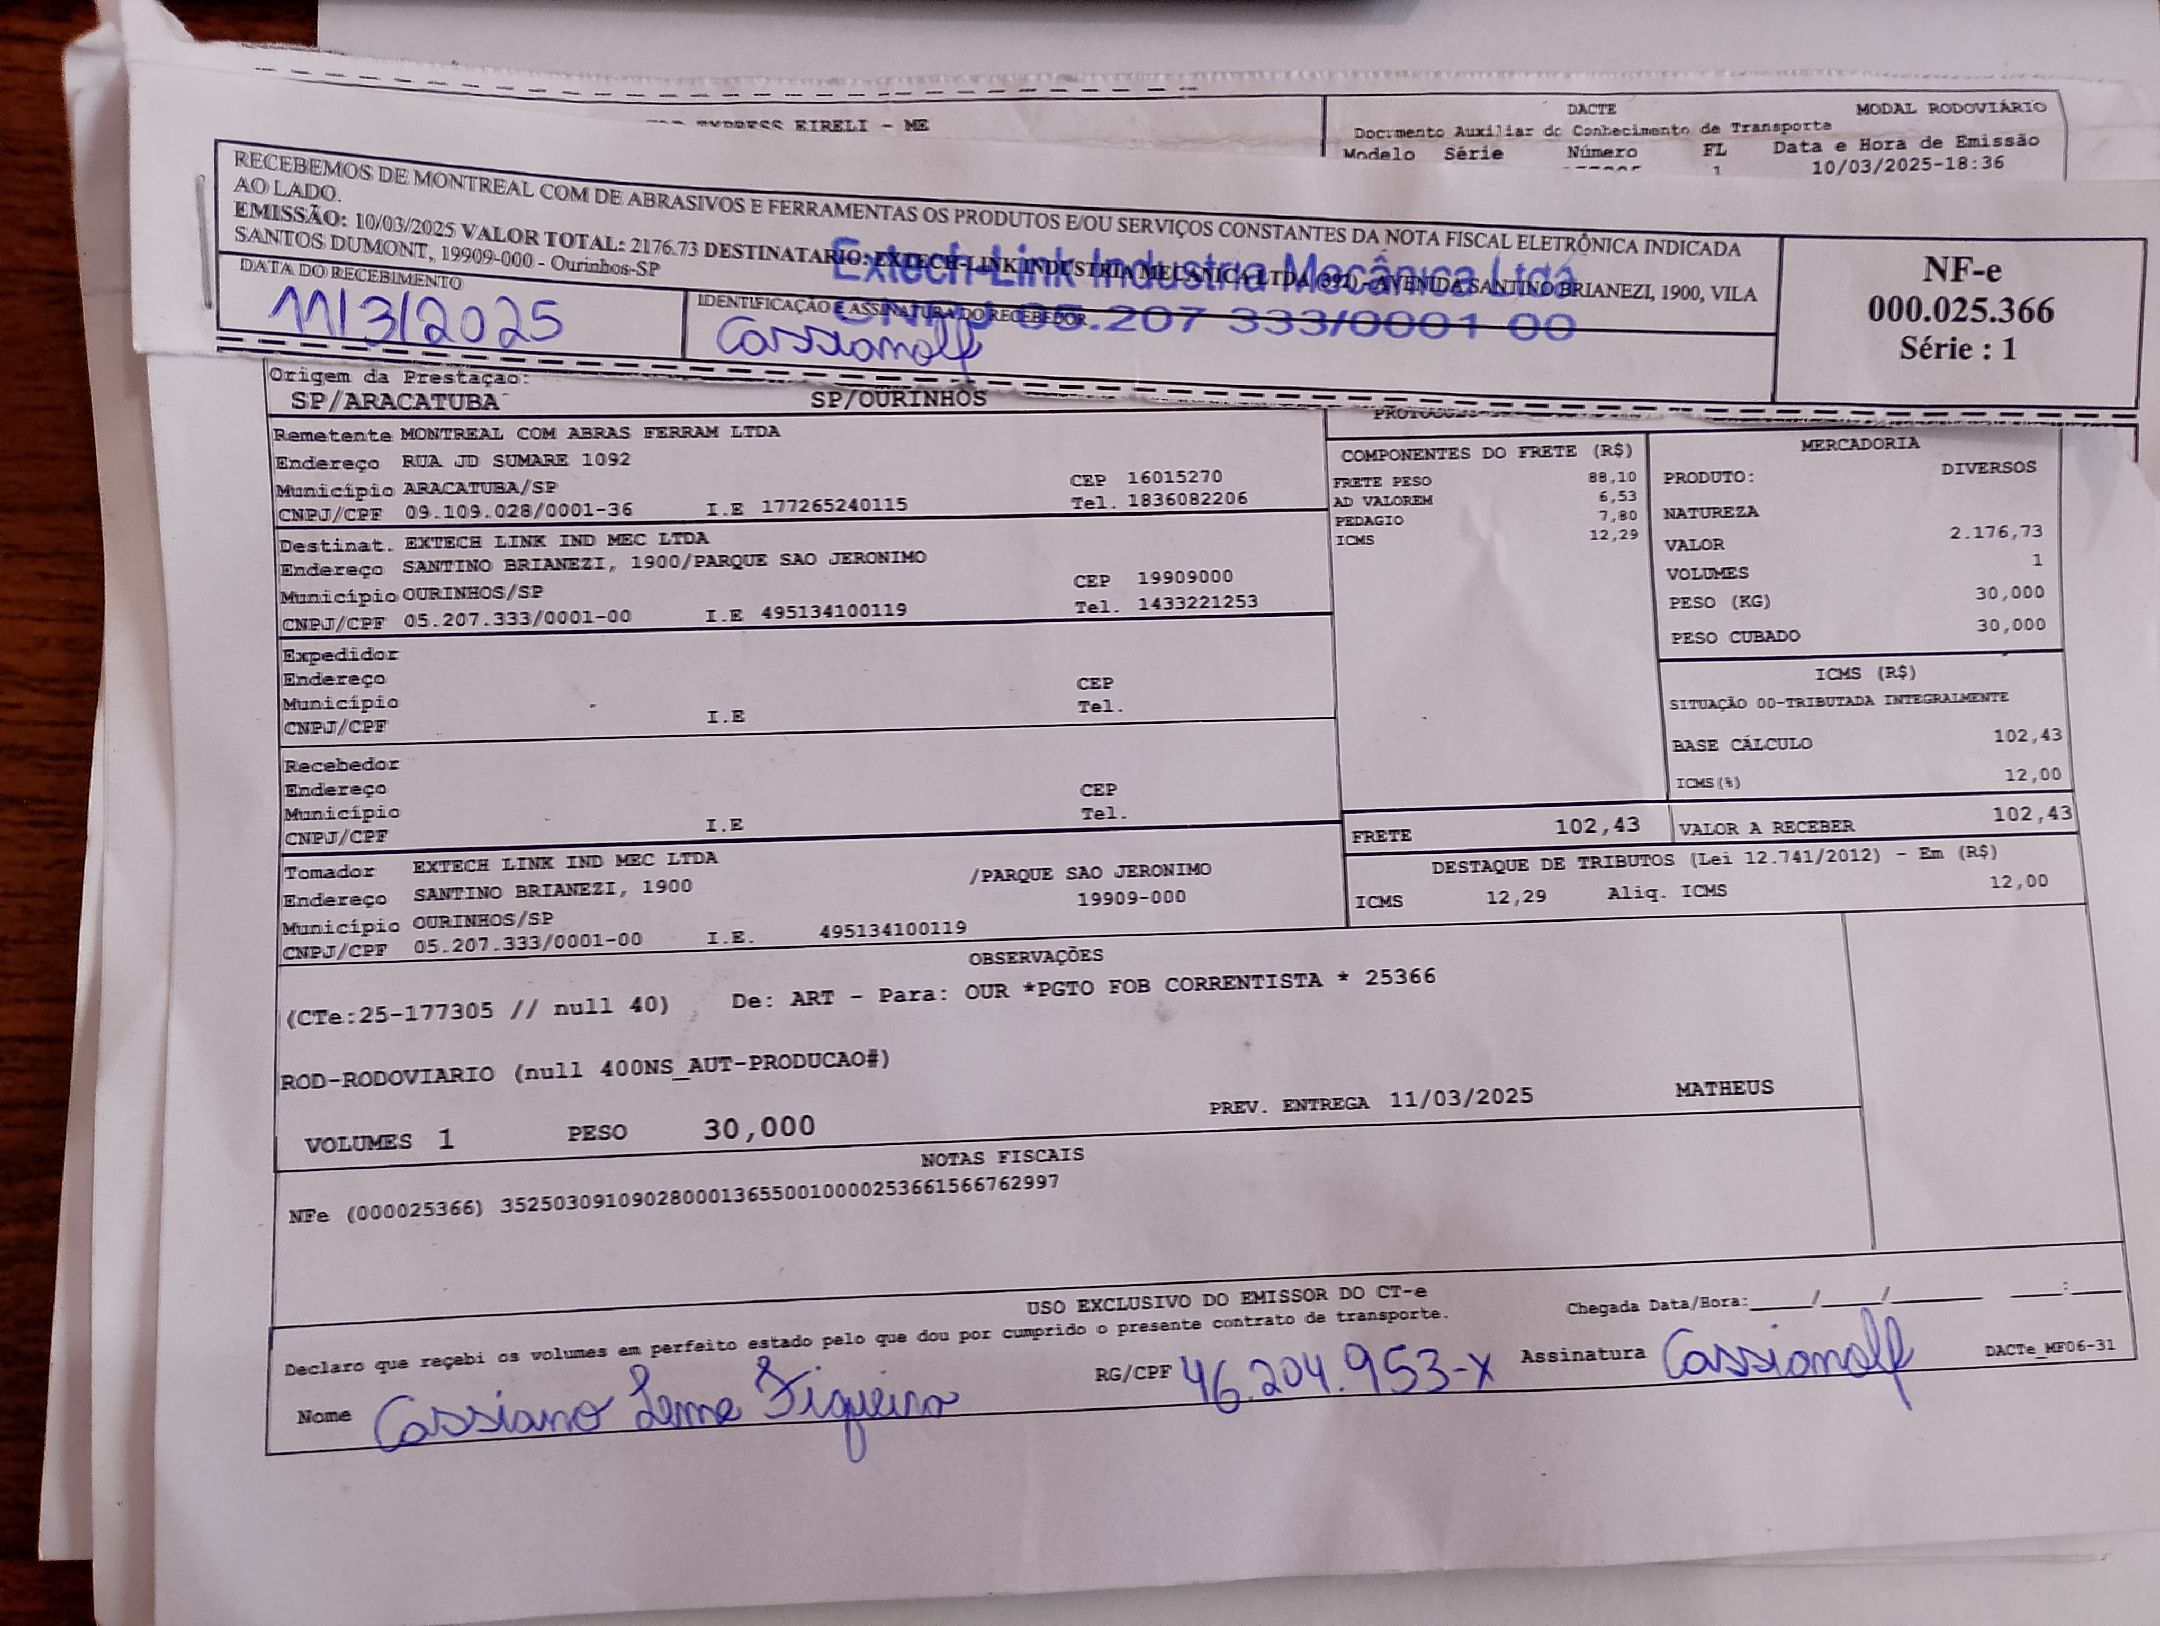 EXPRESS EIRELI - ME
DACTE
MODAL RODOVIÁRIO
Documento Auxiliar do Conhecimento de Transporte
Modelo Série Número FL Data e Hora de Emissão
1 10/03/2025-18:36
RECEBEMOS DE MONTREAL COM DE ABRASIVOS E FERRAMENTAS OS PRODUTOS E/OU SERVIÇOS CONSTANTES DA NOTA FISCAL ELETRÔNICA INDICADA
AO LADO.
EMISSÃO: 10/03/2025 VALOR TOTAL: 2176.73 DESTINATARIO: EXTECH-LINK INDUSTRIA MECANICA LTDA (392) - AVENIDA SANTINO BRIANEZI, 1900, VILA
SANTOS DUMONT, 19909-000 - Ourinhos-SP
Extech-Link Industria Mecânica Ltda
CNPJ 05.207 333/0001-00
DATA DO RECEBIMENTO
11/3/2025
IDENTIFICAÇÃO E ASSINATURA DO RECEBEDOR
NF-e
000.025.366
Série : 1
Origem da Prestação:
SP/ARACATUBA SP/OURINHOS
Remetente MONTREAL COM ABRAS FERRAM LTDA
Endereço RUA JD SUMARE 1092
Município ARACATUBA/SP CEP 16015270
CNPJ/CPF 09.109.028/0001-36 I.E 177265240115 Tel. 1836082206
Destinat. EXTECH LINK IND MEC LTDA
Endereço SANTINO BRIANEZI, 1900/PARQUE SAO JERONIMO
Município OURINHOS/SP CEP 19909000
CNPJ/CPF 05.207.333/0001-00 I.E 495134100119 Tel. 1433221253
Expedidor
Endereço
Município CEP
CNPJ/CPF I.E Tel.
Recebedor
Endereço
Município CEP
CNPJ/CPF I.E Tel.
Tomador EXTECH LINK IND MEC LTDA
Endereço SANTINO BRIANEZI, 1900 /PARQUE SAO JERONIMO
Município OURINHOS/SP 19909-000
CNPJ/CPF 05.207.333/0001-00 I.E. 495134100119
COMPONENTES DO FRETE (R$)
FRETE PESO 88,10
AD VALOREM 6,53
PEDAGIO 7,80
ICMS 12,29
MERCADORIA
PRODUTO: DIVERSOS
NATUREZA
VALOR 2.176,73
VOLUMES 1
PESO (KG) 30,000
PESO CUBADO 30,000
ICMS (R$)
SITUAÇÃO 00-TRIBUTADA INTEGRALMENTE
BASE CÁLCULO 102,43
ICMS(%) 12,00
FRETE 102,43 VALOR A RECEBER 102,43
DESTAQUE DE TRIBUTOS (Lei 12.741/2012) - Em (R$)
ICMS 12,29 Aliq. ICMS 12,00
OBSERVAÇÕES
(CTe:25-177305 // null 40) De: ART - Para: OUR *PGTO FOB CORRENTISTA * 25366
ROD-RODOVIARIO (null 400NS_AUT-PRODUCAO#)
VOLUMES 1 PESO 30,000 PREV. ENTREGA 11/03/2025 MATHEUS
NOTAS FISCAIS
NFe (000025366) 35250309109028000136550010000253661566762997
USO EXCLUSIVO DO EMISSOR DO CT-e
Declaro que reçebi os volumes em perfeito estado pelo que dou por cumprido o presente contrato de transporte.
Chegada Data/Hora:_____/_____/________ ____:____
Nome Cassiano Leme Figueira RG/CPF 46.204.953-X Assinatura
DACTe_MF06-31